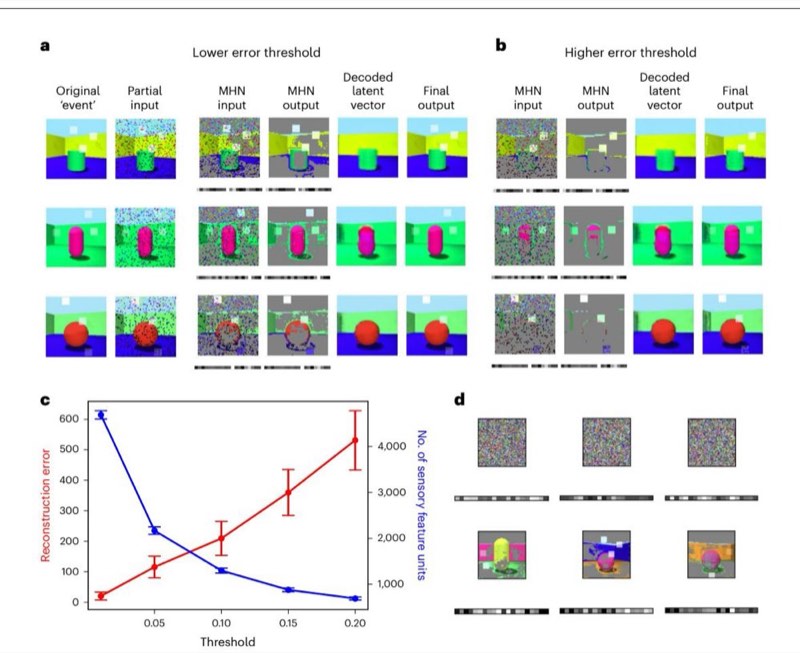 a
Lower error threshold
Original
'event'
Partial
input
MHN
input
MHN
output
Decoded
latent
vector
Final
output
b
Higher error threshold
MHN
input
MHN
output
Decoded
latent
vector
Final
output
c
Reconstruction error
600
500
400
300
200
100
0
0.05
0.10
0.15
0.20
Threshold
4,000
3,000
2,000
1,000
No. of sensory feature units
d